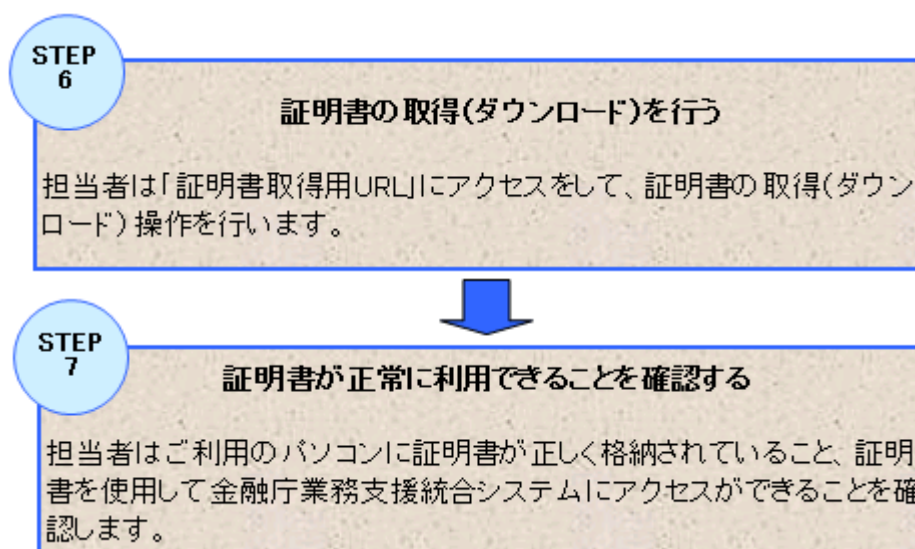 STEP
6
証明書の取得(ダウンロード)を行う
担当者は「証明書取得用URL」にアクセスをして、証明書の取得(ダウン
ロード)操作を行います。
STEP
7
証明書が正常に利用できることを確認する
担当者はご利用のパソコンに証明書が正しく格納されていること、証明
書を使用して金融庁業務支援統合システムにアクセスができることを確
認します。